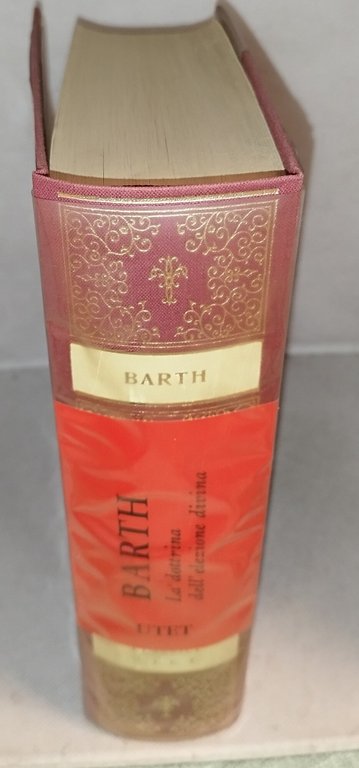 BARTH
BARTH
La dottrina
dell'elezione divina
UTET